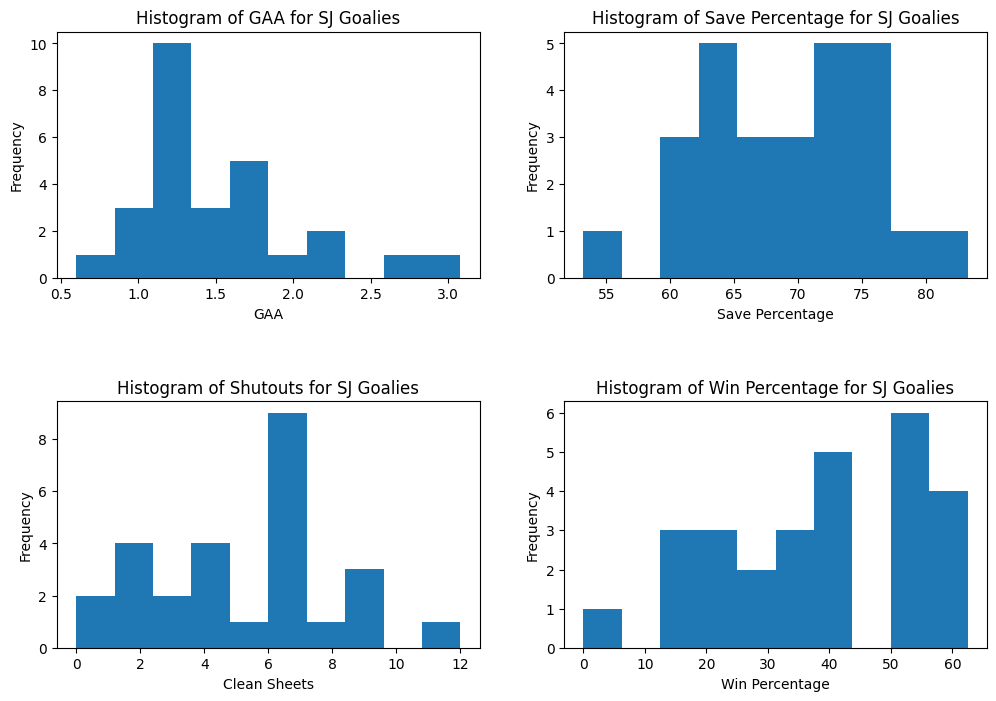 Histogram of GAA for SJ Goalies
10
8
6
4
2
0
Frequency
0.5 1.0 1.5 2.0 2.5 3.0
GAA
Histogram of Save Percentage for SJ Goalies
5
4
3
2
1
0
Frequency
55 60 65 70 75 80
Save Percentage
Histogram of Shutouts for SJ Goalies
8
6
4
2
0
Frequency
0 2 4 6 8 10 12
Clean Sheets
Histogram of Win Percentage for SJ Goalies
6
5
4
3
2
1
0
Frequency
0 10 20 30 40 50 60
Win Percentage